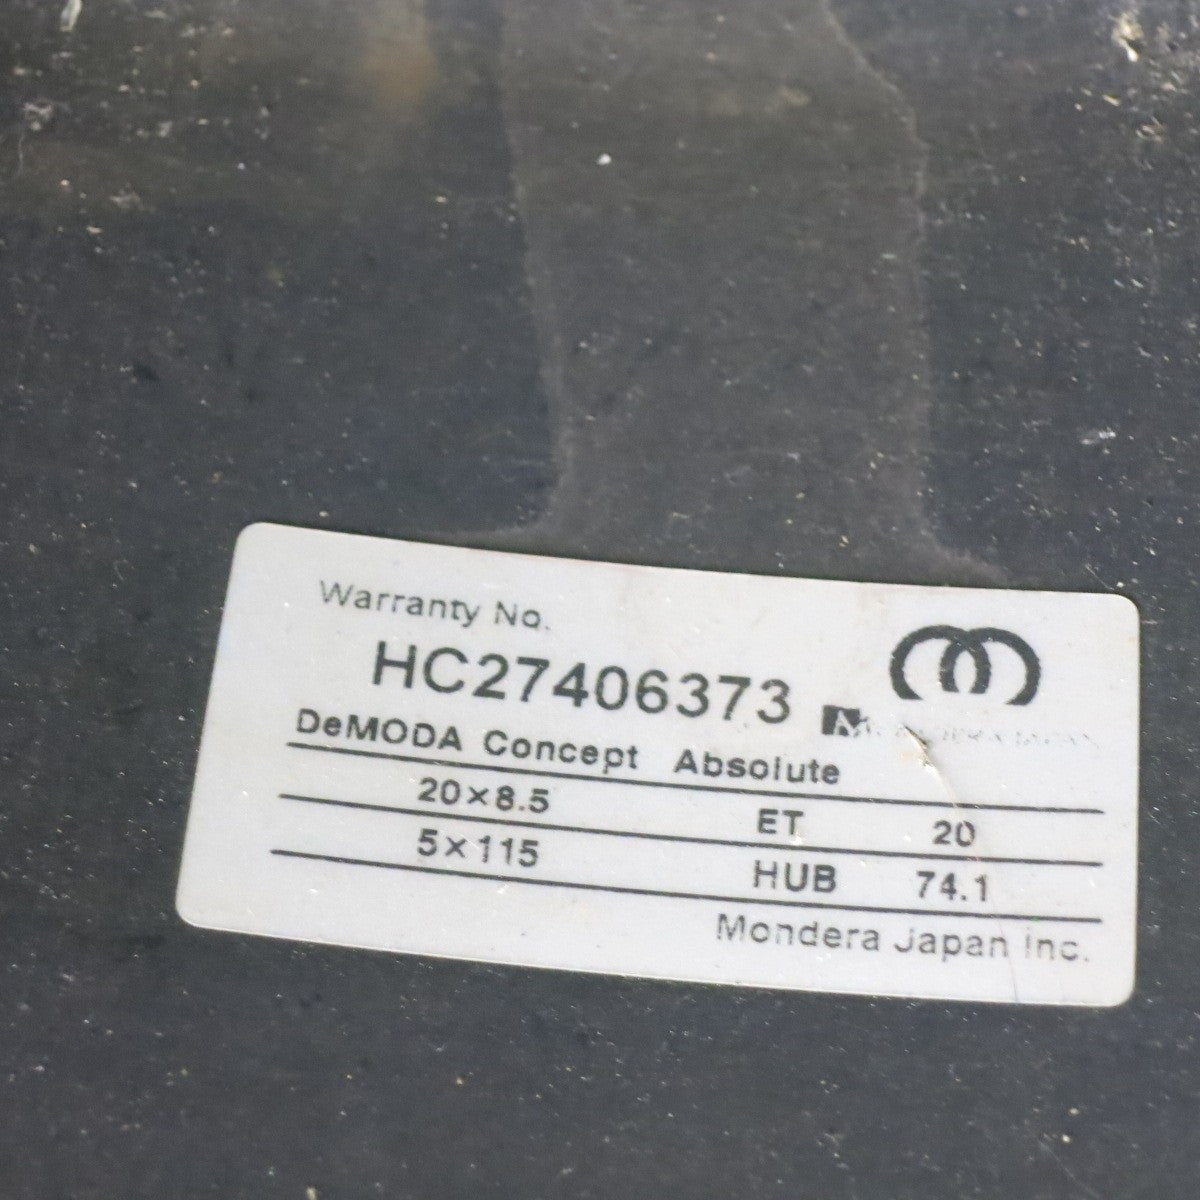 Warranty No.
HC27406373
DeMODA Concept Absolute
20×8.5 ET 20
5×115 HUB 74.1
Mondera Japan Inc.